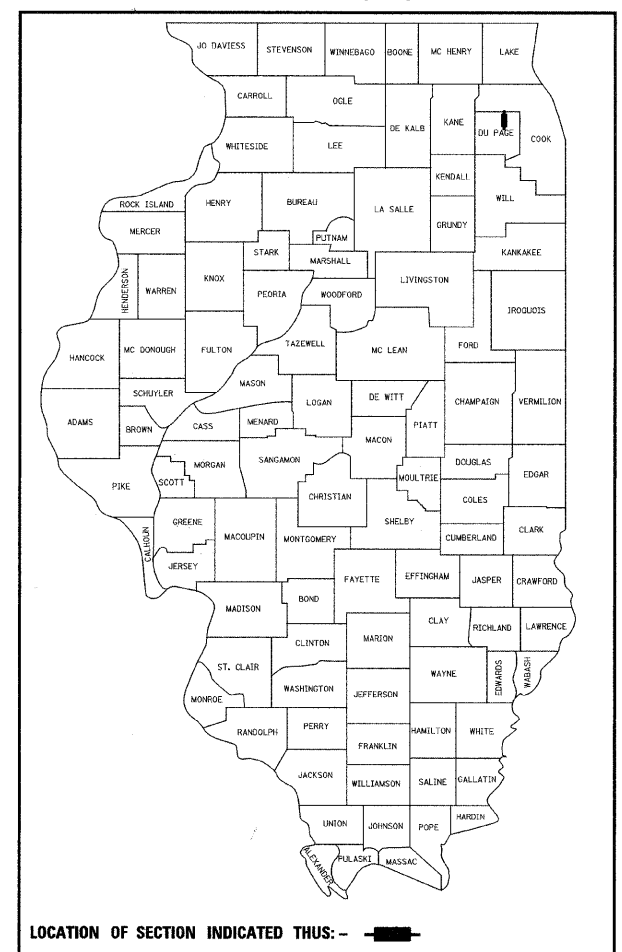 JO DAVIESS STEVENSON WINNEBAGO BOONE MC HENRY LAKE
CARROLL OGLE
DE KALB KANE DU PAGE COOK
WHITESIDE LEE
KENDALL
WILL
ROCK ISLAND HENRY BUREAU LA SALLE
GRUNDY
MERCER PUTNAM
STARK MARSHALL KANKAKEE
HENDERSON WARREN KNOX PEORIA WOODFORD LIVINGSTON
IROQUOIS
HANCOCK MC DONOUGH FULTON TAZEWELL MC LEAN FORD
MASON
SCHUYLER LOGAN DE WITT CHAMPAIGN VERMILION
ADAMS BROWN CASS MENARD PIATT
MACON
MORGAN SANGAMON DOUGLAS
PIKE SCOTT MOULTRIE EDGAR
CHRISTIAN COLES
GREENE SHELBY
CALHOUN MACOUPIN MONTGOMERY CUMBERLAND CLARK
JERSEY
FAYETTE EFFINGHAM JASPER CRAWFORD
MADISON BOND
CLAY RICHLAND LAWRENCE
CLINTON MARION
ST. CLAIR WAYNE EDWARDS WABASH
WASHINGTON JEFFERSON
MONROE
RANDOLPH PERRY HAMILTON WHITE
FRANKLIN
JACKSON WILLIAMSON SALINE GALLATIN
UNION JOHNSON POPE HARDIN
ALEXANDER PULASKI MASSAC
LOCATION OF SECTION INDICATED THUS: -